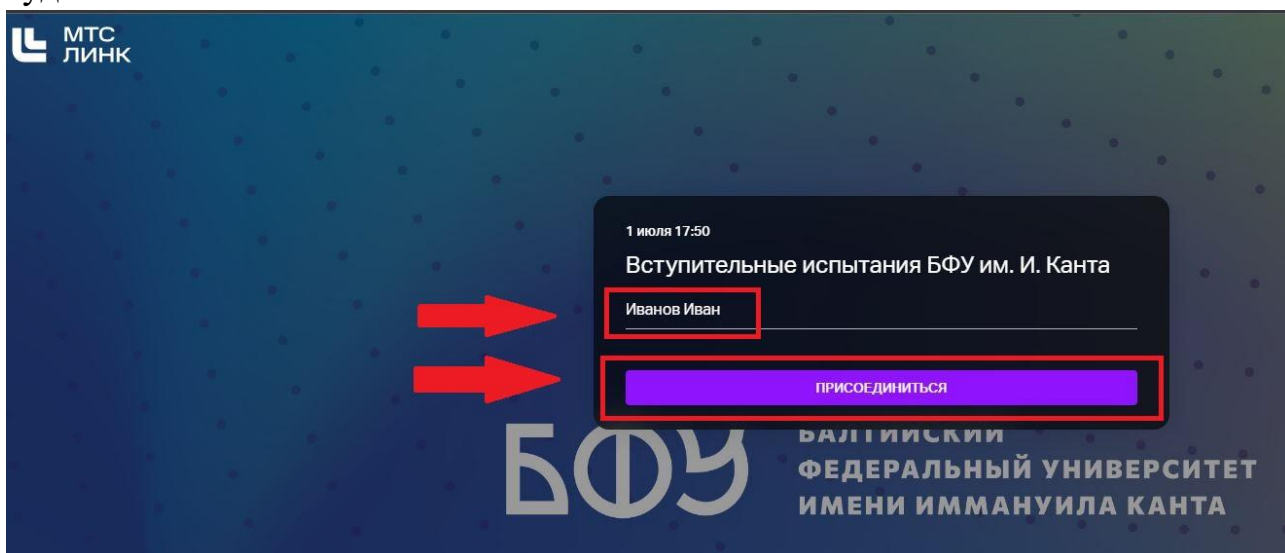 МТС
ЛИНК
1 июля 17:50
Вступительные испытания БФУ им. И. Канта
Иванов Иван
ПРИСОЕДИНИТЬСЯ
БФУ
БАЛТИЙСКИЙ
ФЕДЕРАЛЬНЫЙ УНИВЕРСИТЕТ
ИМЕНИ ИММАНУИЛА КАНТА